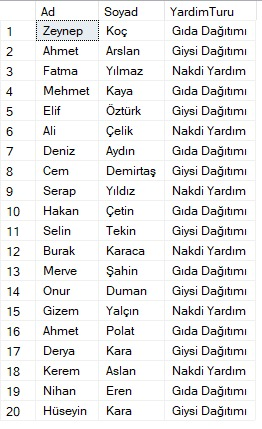 Ad Soyad YardimTuru
1 Zeynep Koç Gıda Dağıtımı
2 Ahmet Arslan Giysi Dağıtımı
3 Fatma Yılmaz Nakdi Yardım
4 Mehmet Kaya Gıda Dağıtımı
5 Elif Öztürk Giysi Dağıtımı
6 Ali Çelik Nakdi Yardım
7 Deniz Aydın Gıda Dağıtımı
8 Cem Demirtaş Giysi Dağıtımı
9 Serap Yıldız Nakdi Yardım
10 Hakan Çetin Gıda Dağıtımı
11 Selin Tekin Giysi Dağıtımı
12 Burak Karaca Nakdi Yardım
13 Merve Şahin Gıda Dağıtımı
14 Onur Duman Giysi Dağıtımı
15 Gizem Yalçın Nakdi Yardım
16 Ahmet Polat Gıda Dağıtımı
17 Derya Kara Giysi Dağıtımı
18 Kerem Aslan Nakdi Yardım
19 Nihan Eren Gıda Dağıtımı
20 Hüseyin Kara Giysi Dağıtımı